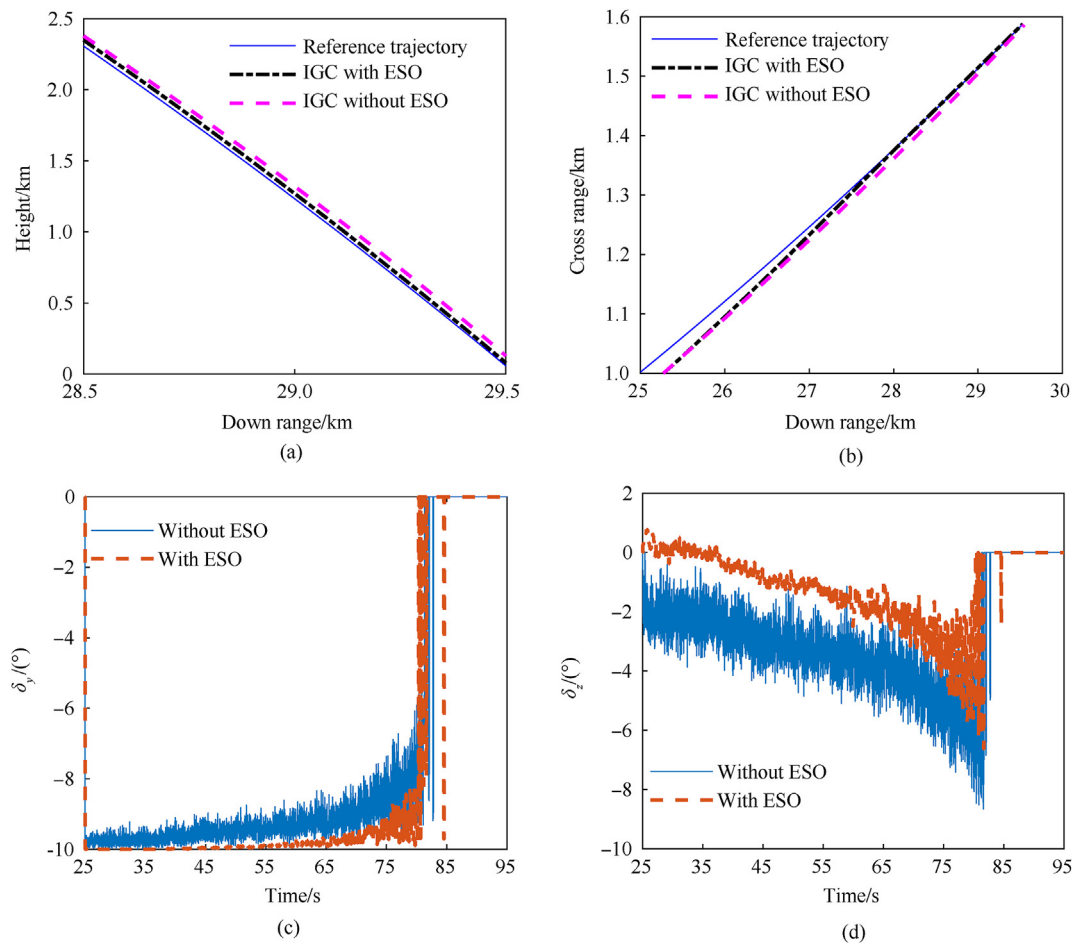 2.5
2.0
1.5
1.0
0.5
0
Height/km
Reference trajectory
IGC with ESO
IGC without ESO
28.5 29.0 29.5
Down range/km
(a)
1.6
1.5
1.4
1.3
1.2
1.1
1.0
Cross range/km
Reference trajectory
IGC with ESO
IGC without ESO
25 26 27 28 29 30
Down range/km
(b)
0
−2
−4
−6
−8
-10
δy/(°)
Without ESO
With ESO
25 35 45 55 65 75 85 95
Time/s
(c)
2
0
−2
−4
−6
−8
−10
δz/(°)
Without ESO
With ESO
25 35 45 55 65 75 85 95
Time/s
(d)